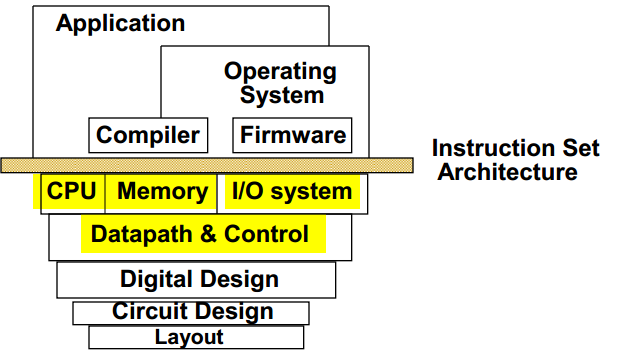 Application
Operating
System
Compiler
Firmware
Instruction Set
Architecture
CPU
Memory
I/O system
Datapath & Control
Digital Design
Circuit Design
Layout